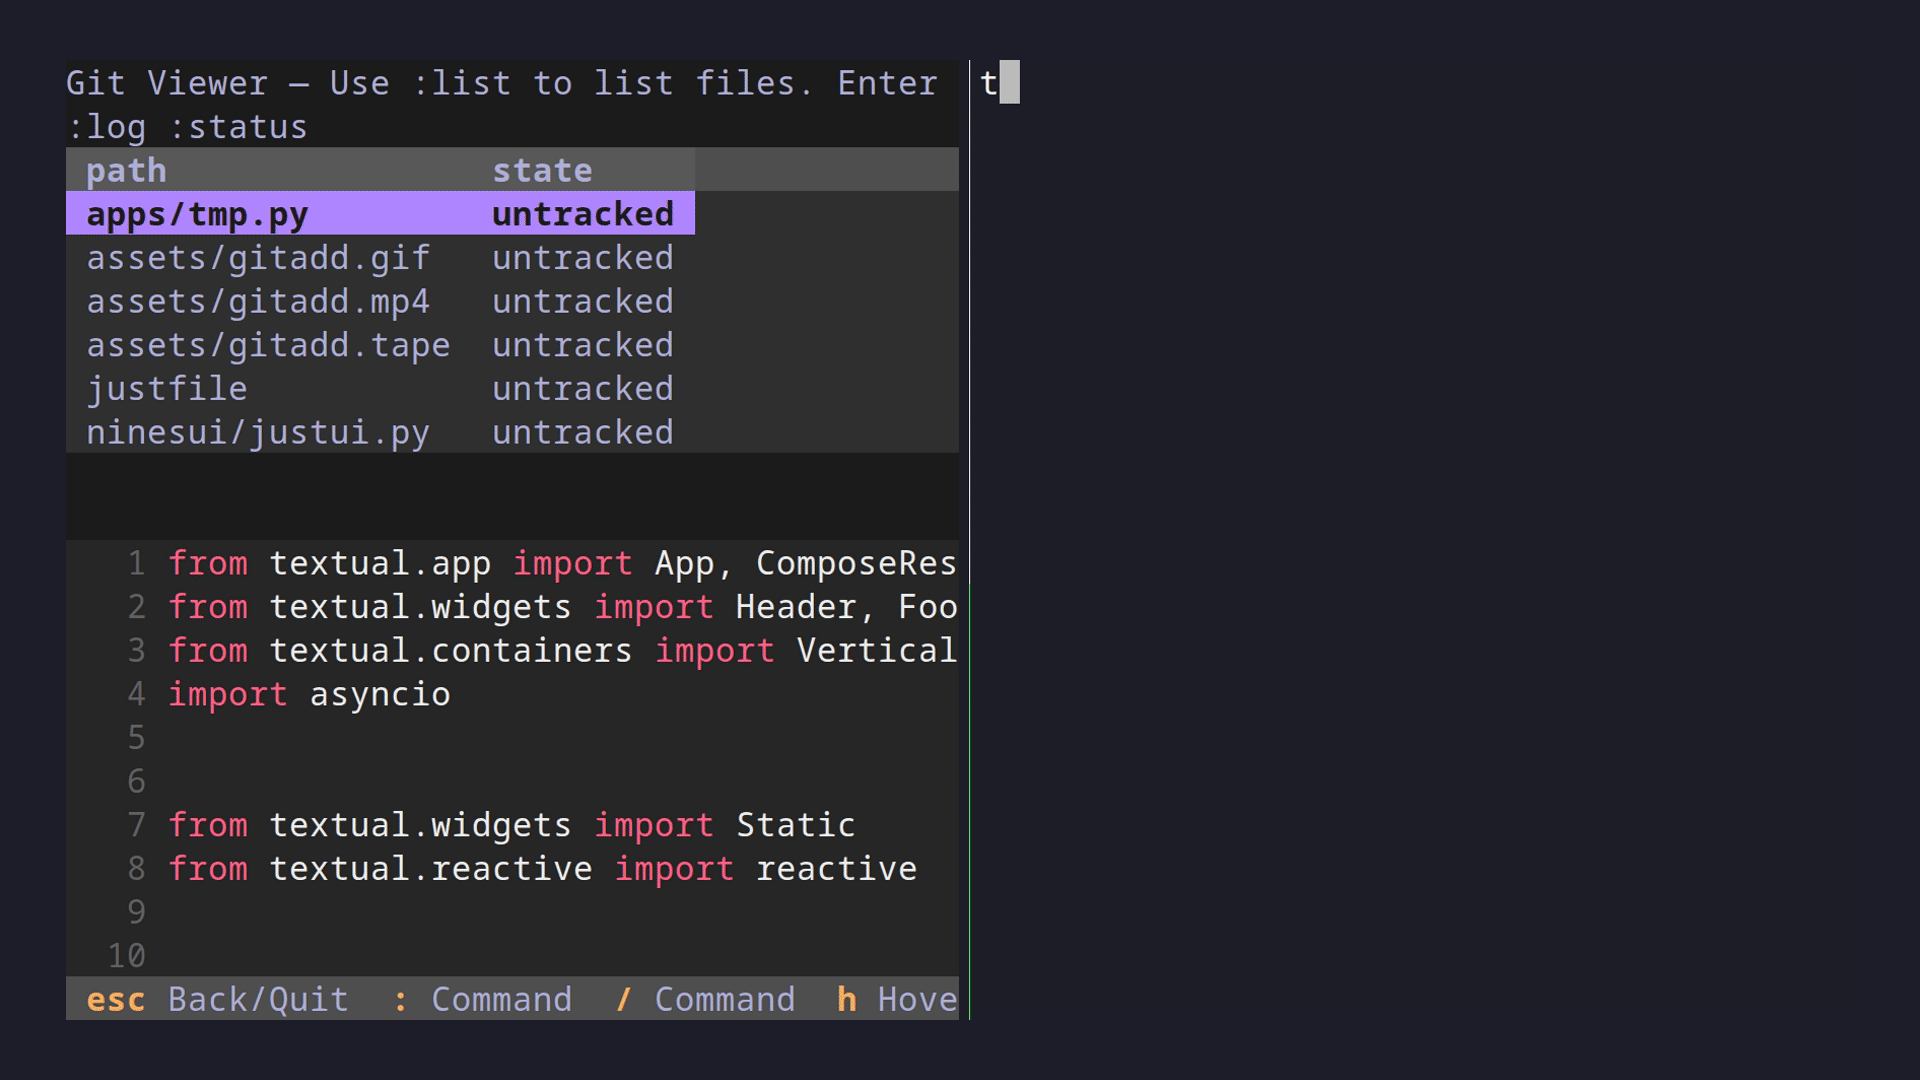 Git Viewer — Use :list to list files. Enter
:log :status
path state
apps/tmp.py untracked
assets/gitadd.gif untracked
assets/gitadd.mp4 untracked
assets/gitadd.tape untracked
justfile untracked
ninesui/justui.py untracked
1 from textual.app import App, ComposeRes
2 from textual.widgets import Header, Foo
3 from textual.containers import Vertical
4 import asyncio
5
6
7 from textual.widgets import Static
8 from textual.reactive import reactive
9
10
esc Back/Quit : Command / Command h Hove
t